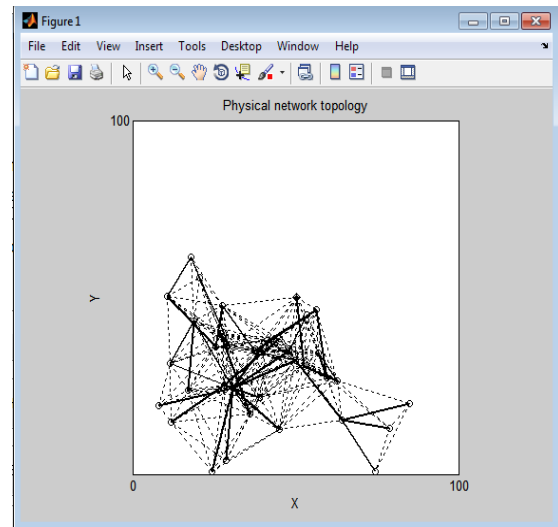 Figure 1
File Edit View Insert Tools Desktop Window Help
Physical network topology
100
Y
0
100
X